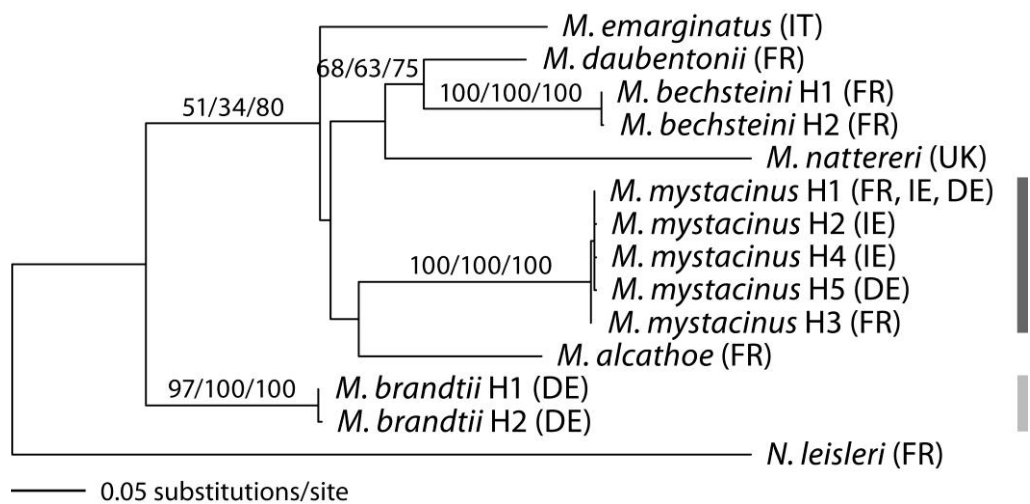 M. emarginatus (IT)
M. daubentonii (FR)
68/63/75
100/100/100
M. bechsteini H1 (FR)
51/34/80
M. bechsteini H2 (FR)
M. nattereri (UK)
M. mystacinus H1 (FR, IE, DE)
M. mystacinus H2 (IE)
100/100/100
M. mystacinus H4 (IE)
M. mystacinus H5 (DE)
M. mystacinus H3 (FR)
M. alcathoe (FR)
97/100/100
M. brandtii H1 (DE)
M. brandtii H2 (DE)
N. leisleri (FR)
0.05 substitutions/site